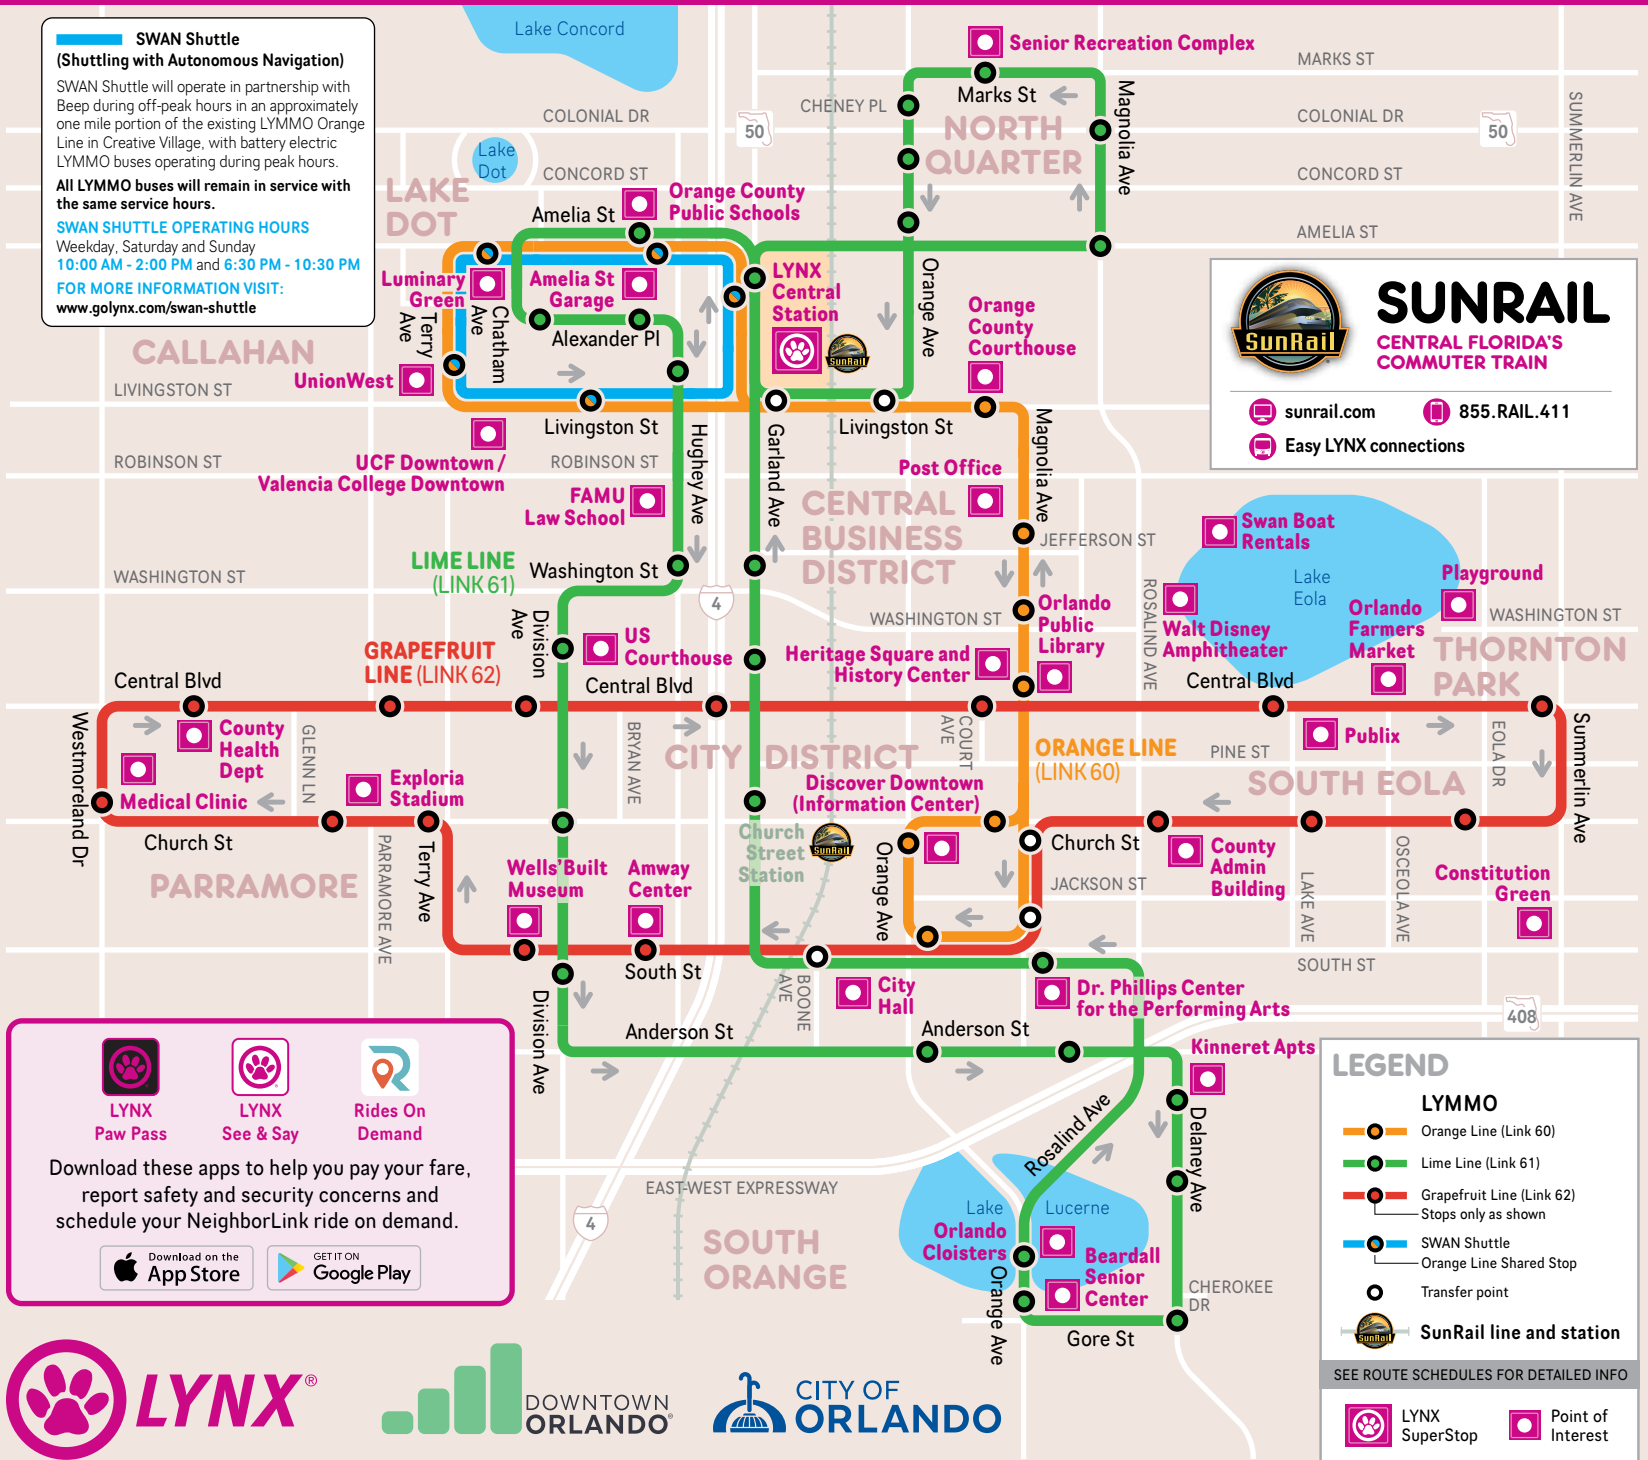 SWAN Shuttle
(Shuttling with Autonomous Navigation)
SWAN Shuttle will operate in partnership with
Beep during off-peak hours in an approximately
one mile portion of the existing LYMMO Orange
Line in Creative Village, with battery electric
LYMMO buses operating during peak hours.
All LYMMO buses will remain in service with
the same service hours.
SWAN SHUTTLE OPERATING HOURS
Weekday, Saturday and Sunday
10:00 AM - 2:00 PM and 6:30 PM - 10:30 PM
FOR MORE INFORMATION VISIT:
www.golynx.com/swan-shuttle
Lake Concord
Senior Recreation Complex
MARKS ST
Marks St
CHENEY PL
Magnolia Ave
SUMMERLIN AVE
COLONIAL DR
50
COLONIAL DR
50
NORTH
QUARTER
Lake
Dot
CONCORD ST
CONCORD ST
LAKE
DOT
Orange County
Public Schools
Amelia St
AMELIA ST
Luminary
Green
Amelia St
Garage
LYNX
Central
Station
SunRail
Orange Ave
Orange
County
Courthouse
Terry
Ave
Chatham
Ave
Alexander Pl
CALLAHAN
UnionWest
LIVINGSTON ST
Livingston St
Livingston St
SunRail
SUNRAIL
CENTRAL FLORIDA'S
COMMUTER TRAIN
sunrail.com
855.RAIL.411
Easy LYNX connections
UCF Downtown /
Valencia College Downtown
ROBINSON ST
ROBINSON ST
Hughey Ave
Garland Ave
Magnolia Ave
Post Office
FAMU
Law School
CENTRAL
BUSINESS
DISTRICT
JEFFERSON ST
Swan Boat
Rentals
Lake
Eola
Playground
LIME LINE
(LINK 61)
Washington St
WASHINGTON ST
4
WASHINGTON ST
WASHINGTON ST
Orlando
Public
Library
ROSALIND AVE
Walt Disney
Amphitheater
Orlando
Farmers
Market
THORNTON
PARK
Division
Ave
US
Courthouse
Heritage Square and
History Center
GRAPEFRUIT
LINE (LINK 62)
Central Blvd
Central Blvd
Central Blvd
Westmoreland Dr
County
Health
Dept
GLENN LN
BRYAN AVE
CITY DISTRICT
COURT
AVE
ORANGE LINE
(LINK 60)
PINE ST
Publix
EOLA DR
Summerlin Ave
SOUTH EOLA
Medical Clinic
Exploria
Stadium
Discover Downtown
(Information Center)
Church St
Church
Street
Station
SunRail
Church St
PARRAMORE
PARRAMORE AVE
Terry Ave
Wells'Built
Museum
Amway
Center
Orange Ave
JACKSON ST
County
Admin
Building
LAKE AVE
OSCEOLA AVE
Constitution
Green
South St
BOONE
AVE
City
Hall
Dr. Phillips Center
for the Performing Arts
SOUTH ST
408
Division Ave
Anderson St
Anderson St
Kinneret Apts
Rosalind Ave
Delaney Ave
EAST-WEST EXPRESSWAY
4
SOUTH
ORANGE
Lake
Lucerne
Orlando
Cloisters
Beardall
Senior
Center
Orange Ave
CHEROKEE
DR
Gore St
LYNX
Paw Pass
LYNX
See & Say
Rides On
Demand
Download these apps to help you pay your fare,
report safety and security concerns and
schedule your NeighborLink ride on demand.
Download on the
App Store
GET IT ON
Google Play
LEGEND
LYMMO
Orange Line (Link 60)
Lime Line (Link 61)
Grapefruit Line (Link 62)
Stops only as shown
SWAN Shuttle
Orange Line Shared Stop
Transfer point
SunRail
SunRail line and station
SEE ROUTE SCHEDULES FOR DETAILED INFO
LYNX
SuperStop
Point of
Interest
LYNX®
DOWNTOWN
ORLANDO®
CITY OF
ORLANDO